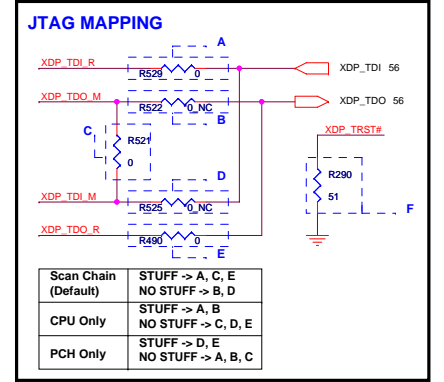 JTAG MAPPING
A
XDP_TDI_R
R529 0
XDP_TDI 56
XDP_TDO_M
R522 0_NC
XDP_TDO 56
B
C
R521
0
XDP_TRST#
D
R290
51
XDP_TDI_M
R525 0_NC
F
XDP_TDO_R
R490 0
E
Scan Chain (Default)
STUFF -> A, C, E
NO STUFF -> B, D
CPU Only
STUFF -> A, B
NO STUFF -> C, D, E
PCH Only
STUFF -> D, E
NO STUFF -> A, B, C